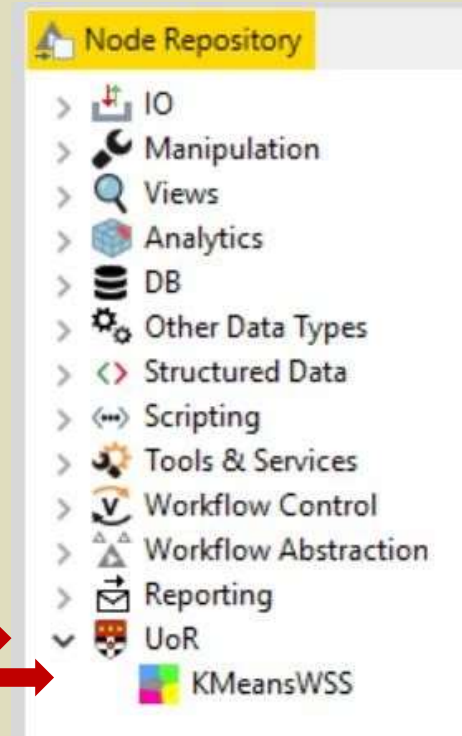 Node Repository
IO
Manipulation
Views
Analytics
DB
Other Data Types
Structured Data
Scripting
Tools & Services
Workflow Control
Workflow Abstraction
Reporting
UoR
KMeansWSS